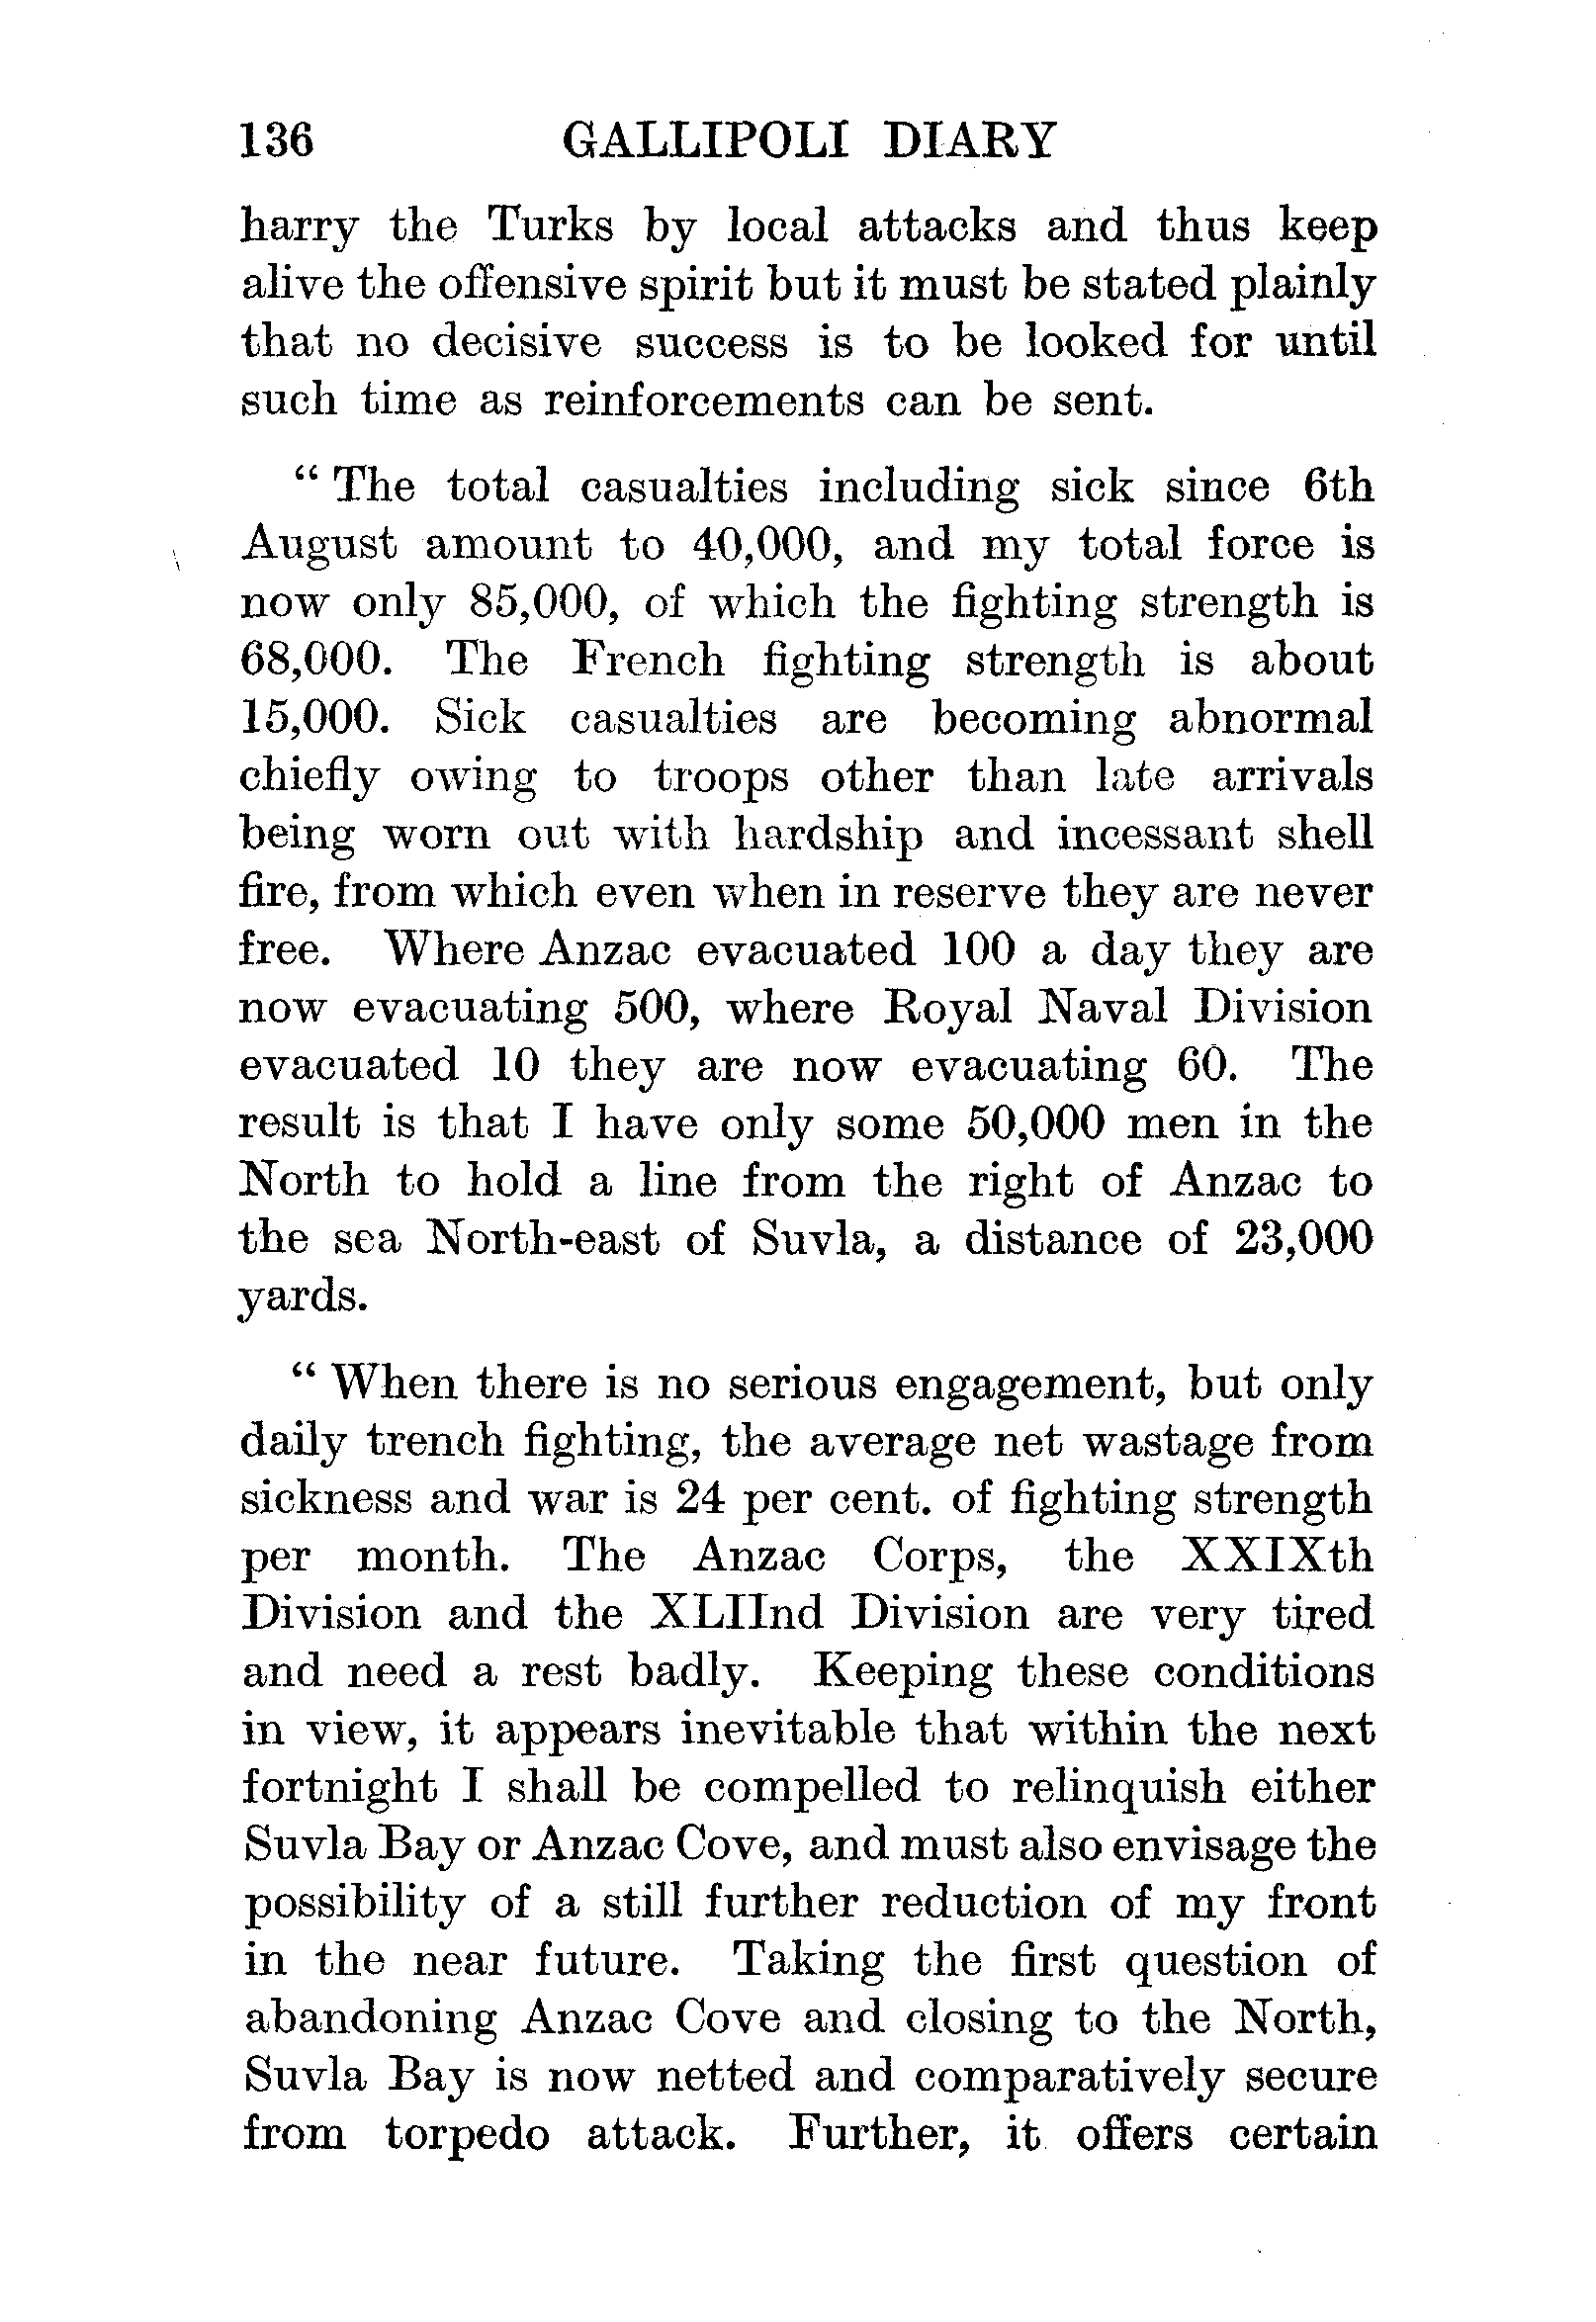 136 GALLIPOLI DIARY
harry the Turks by local attacks and thus keep
alive the offensive spirit but it must be stated plainly
that no decisive success is to be looked for until
such time as reinforcements can be sent.
“ The total casualties including sick since 6th
August amount to 40,000, and my total force is
now only 85,000, of which the fighting strength is
68,000. The French fighting strength is about
15,000. Sick casualties are becoming abnormal
chiefly owing to troops other than late arrivals
being worn out with hardship and incessant shell
fire, from which even when in reserve they are never
free. Where Anzac evacuated 100 a day they are
now evacuating 500, where Royal Naval Division
evacuated 10 they are now evacuating 60. The
result is that I have only some 50,000 men in the
North to hold a line from the right of Anzac to
the sea North-east of Suvla, a distance of 23,000
yards.
“ When there is no serious engagement, but only
daily trench fighting, the average net wastage from
sickness and war is 24 per cent. of fighting strength
per month. The Anzac Corps, the XXIXth
Division and the XLIInd Division are very tired
and need a rest badly. Keeping these conditions
in view, it appears inevitable that within the next
fortnight I shall be compelled to relinquish either
Suvla Bay or Anzac Cove, and must also envisage the
possibility of a still further reduction of my front
in the near future. Taking the first question of
abandoning Anzac Cove and closing to the North,
Suvla Bay is now netted and comparatively secure
from torpedo attack. Further, it offers certain